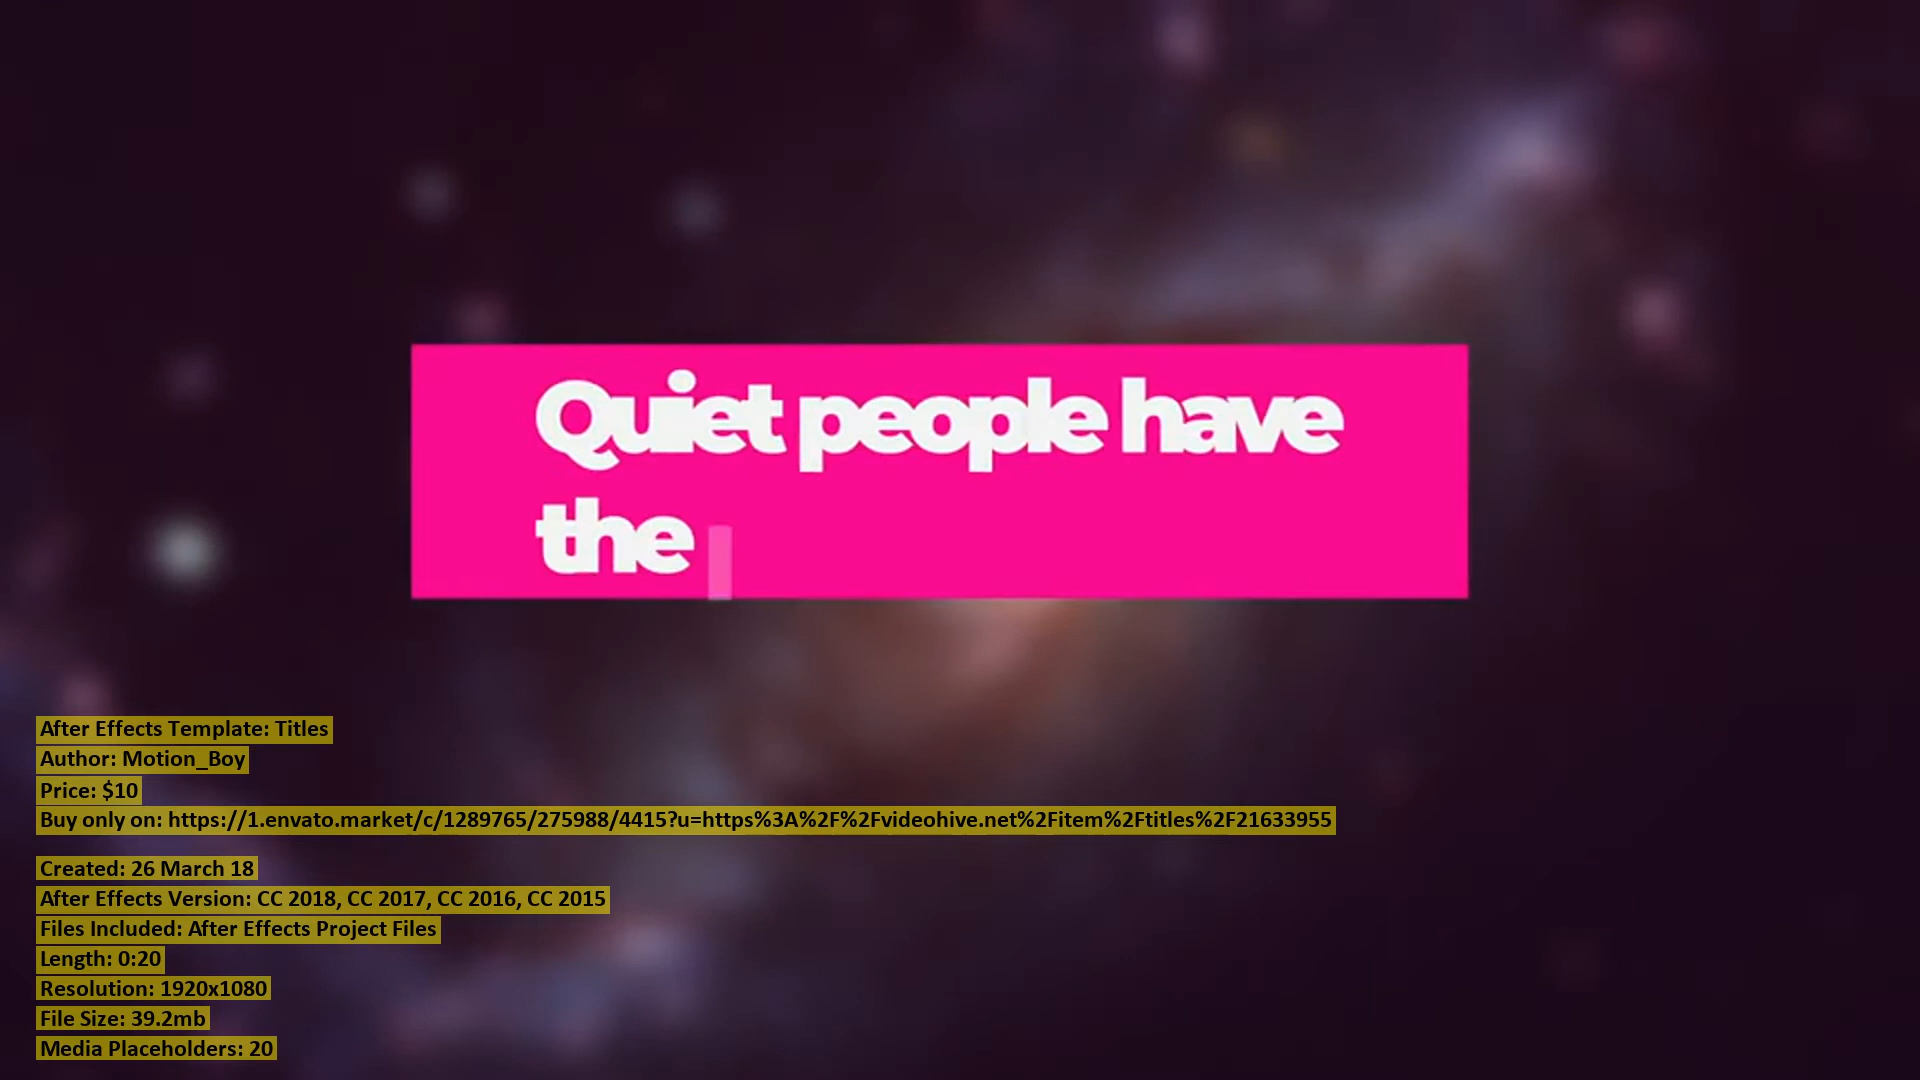 Quiet people have
the
After Effects Template: Titles
Author: Motion_Boy
Price: $10
Buy only on: https://1.envato.market/c/1289765/275988/4415?u=https%3A%2F%2Fvideohive.net%2Fitem%2Ftitles%2F21633955
Created: 26 March 18
After Effects Version: CC 2018, CC 2017, CC 2016, CC 2015
Files Included: After Effects Project Files
Length: 0:20
Resolution: 1920x1080
File Size: 39.2mb
Media Placeholders: 20